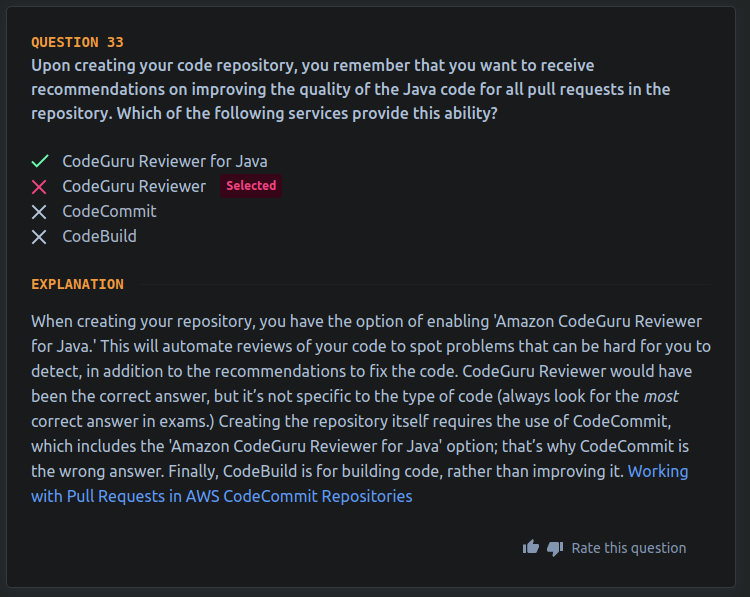 QUESTION 33
Upon creating your code repository, you remember that you want to receive
recommendations on improving the quality of the Java code for all pull requests in the
repository. Which of the following services provide this ability?
CodeGuru Reviewer for Java
CodeGuru Reviewer Selected
CodeCommit
CodeBuild
EXPLANATION
When creating your repository, you have the option of enabling 'Amazon CodeGuru Reviewer
for Java.' This will automate reviews of your code to spot problems that can be hard for you to
detect, in addition to the recommendations to fix the code. CodeGuru Reviewer would have
been the correct answer, but it’s not specific to the type of code (always look for the most
correct answer in exams.) Creating the repository itself requires the use of CodeCommit,
which includes the 'Amazon CodeGuru Reviewer for Java' option; that’s why CodeCommit is
the wrong answer. Finally, CodeBuild is for building code, rather than improving it. Working
with Pull Requests in AWS CodeCommit Repositories
Rate this question